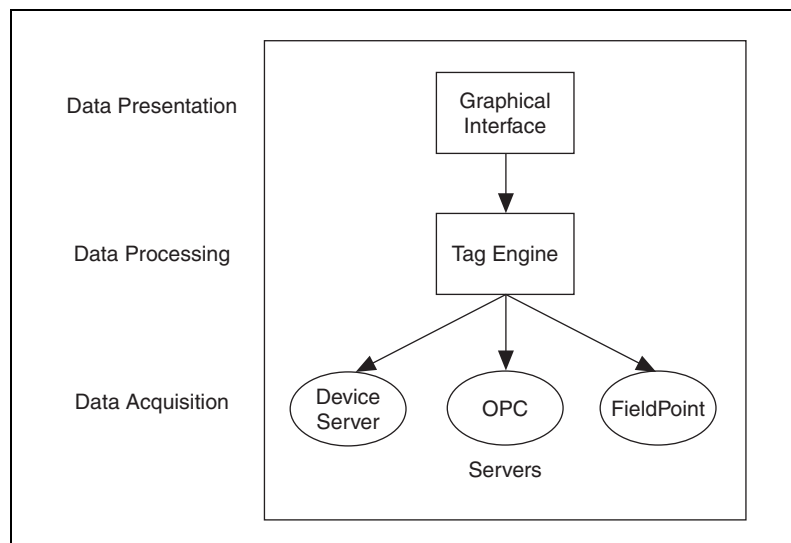 Data Presentation
Graphical
Interface
Data Processing
Tag Engine
Data Acquisition
Device
Server
OPC
FieldPoint
Servers